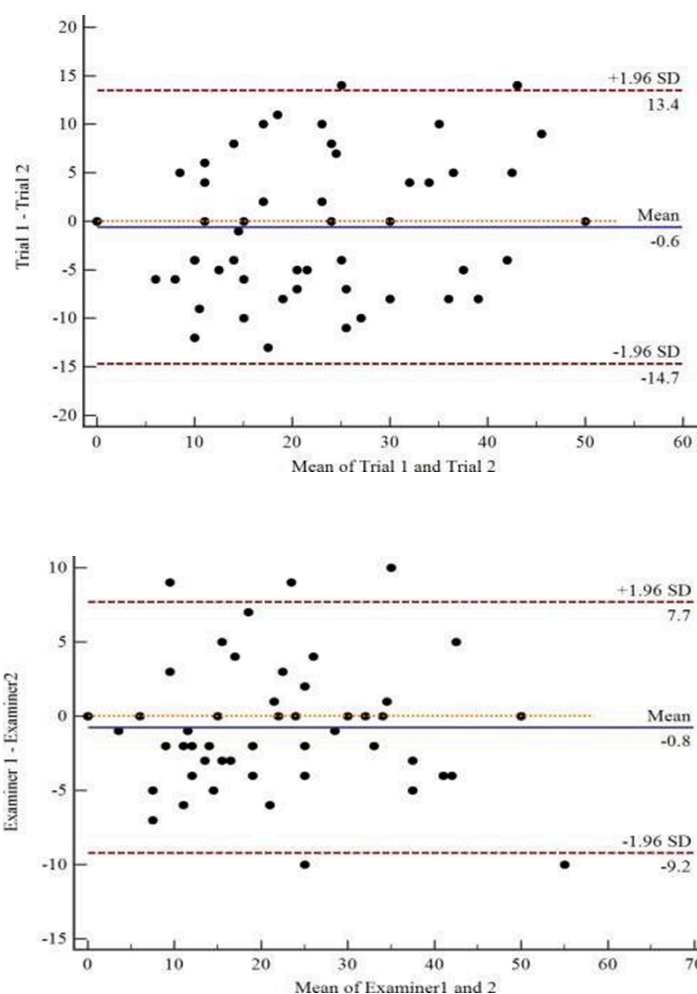 20
15
10
5
0
-5
-10
-15
-20
Trial 1 - Trial 2
+1.96 SD
13.4
Mean
-0.6
-1.96 SD
-14.7
0 10 20 30 40 50 60
Mean of Trial 1 and Trial 2
10
5
0
-5
-10
-15
Examiner 1 - Examiner2
+1.96 SD
7.7
Mean
-0.8
-1.96 SD
-9.2
0 10 20 30 40 50 60 70
Mean of Examiner1 and 2